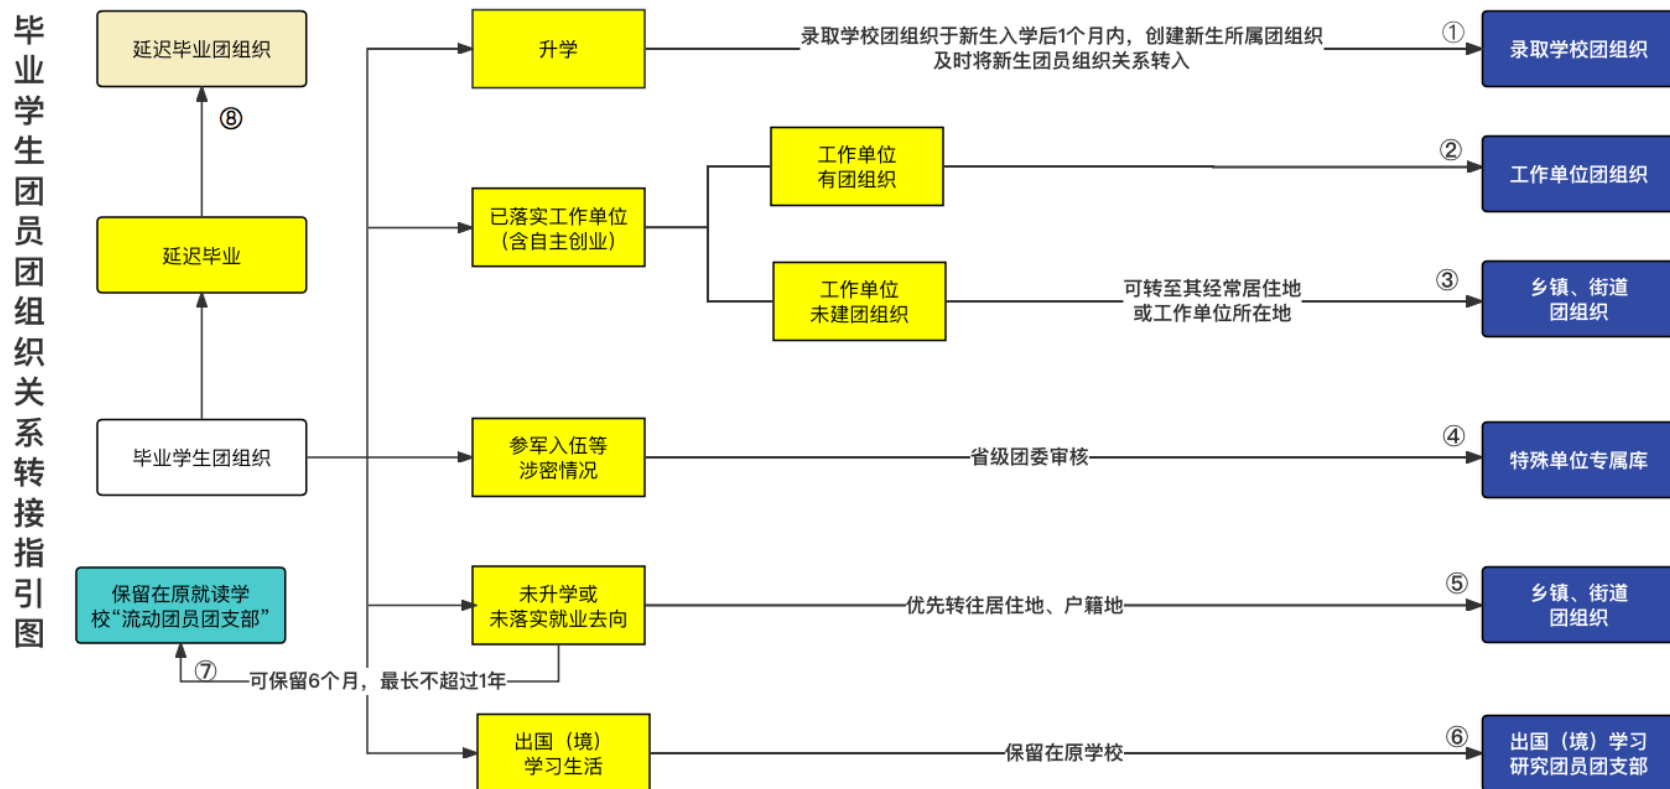 毕业学生团员团组织关系转接指引图
延迟毕业团组织
⑧
延迟毕业
毕业学生团组织
保留在原就读学
校“流动团员团支部”
⑦
可保留6个月，最长不超过1年
升学
录取学校团组织于新生入学后1个月内，创建新生所属团组织
及时将新生团员组织关系转入
①
录取学校团组织
已落实工作单位
（含自主创业）
工作单位
有团组织
②
工作单位团组织
工作单位
未建团组织
可转至其经常居住地
或工作单位所在地
③
乡镇、街道
团组织
参军入伍等
涉密情况
省级团委审核
④
特殊单位专属库
未升学或
未落实就业去向
优先转往居住地、户籍地
⑤
乡镇、街道
团组织
出国（境）
学习生活
保留在原学校
⑥
出国（境）学习
研究团员团支部